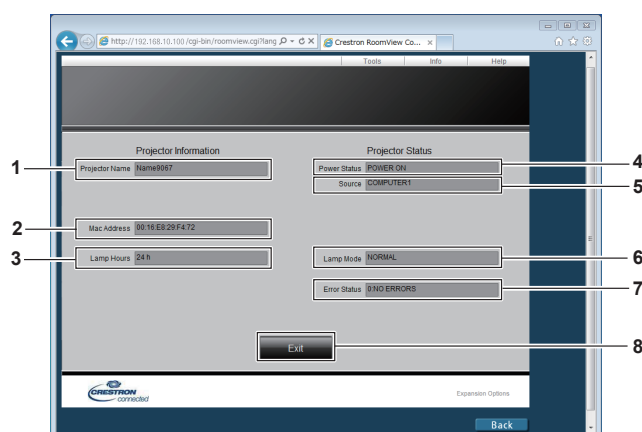 http://192.168.10.100/cgi-bin/roomview.cgi?lang
Crestron RoomView Co...
Tools Info Help
Projector Information Projector Status
1 Projector Name Name9067 Power Status POWER ON 4
Source COMPUTER1 5
2 Mac Address 00:16:E8:29:F4:72
3 Lamp Hours 24 h Lamp Mode NORMAL 6
Error Status 0:NO ERRORS 7
Exit 8
CRESTRON
connected
Expansion Options
Back